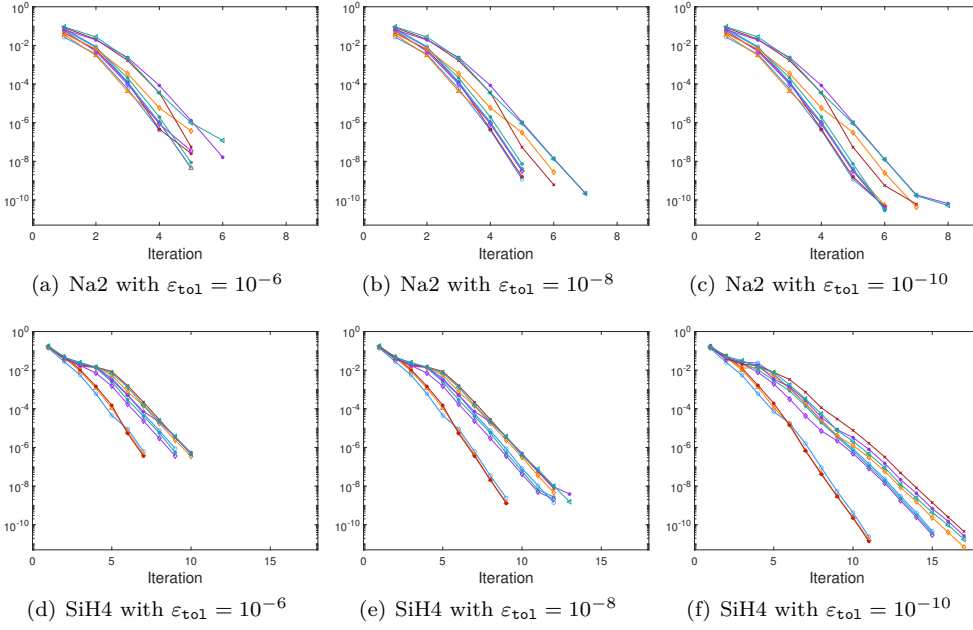 10^0
10^-2
10^-4
10^-6
10^-8
10^-10
0 2 4 6 8
Iteration
10^0
10^-2
10^-4
10^-6
10^-8
10^-10
0 2 4 6 8
Iteration
10^0
10^-2
10^-4
10^-6
10^-8
10^-10
0 2 4 6 8
Iteration
(a) Na2 with ε_tol = 10^-6
(b) Na2 with ε_tol = 10^-8
(c) Na2 with ε_tol = 10^-10
10^0
10^-2
10^-4
10^-6
10^-8
10^-10
0 5 10 15
Iteration
10^0
10^-2
10^-4
10^-6
10^-8
10^-10
0 5 10 15
Iteration
10^0
10^-2
10^-4
10^-6
10^-8
10^-10
0 5 10 15
Iteration
(d) SiH4 with ε_tol = 10^-6
(e) SiH4 with ε_tol = 10^-8
(f) SiH4 with ε_tol = 10^-10